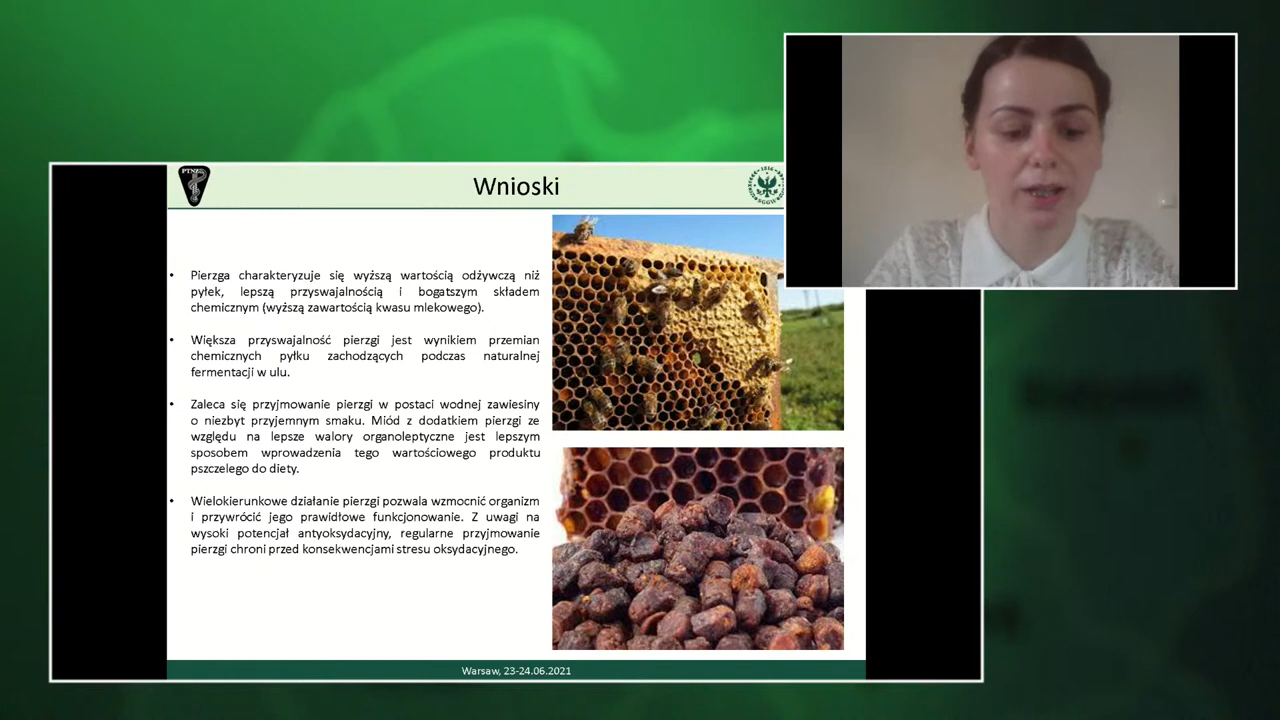 PTNŻ
Wnioski
1816
SGGW
• Pierzga charakteryzuje się wyższą wartością odżywczą niż
pyłek, lepszą przyswajalnością i bogatszym składem
chemicznym (wyższą zawartością kwasu mlekowego).
• Większa przyswajalność pierzgi jest wynikiem przemian
chemicznych pyłku zachodzących podczas naturalnej
fermentacji w ulu.
• Zaleca się przyjmowanie pierzgi w postaci wodnej zawiesiny
o niezbyt przyjemnym smaku. Miód z dodatkiem pierzgi ze
względu na lepsze walory organoleptyczne jest lepszym
sposobem wprowadzenia tego wartościowego produktu
pszczelego do diety.
• Wielokierunkowe działanie pierzgi pozwala wzmocnić organizm
i przywrócić jego prawidłowe funkcjonowanie. Z uwagi na
wysoki potencjał antyoksydacyjny, regularne przyjmowanie
pierzgi chroni przed konsekwencjami stresu oksydacyjnego.
Warsaw, 23-24.06.2021